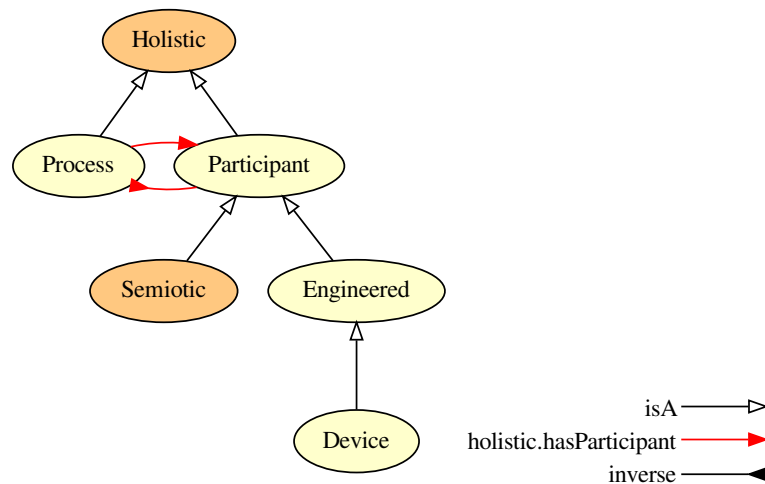 Holistic
Process
Participant
Semiotic
Engineered
Device
isA
holistic.hasParticipant
inverse